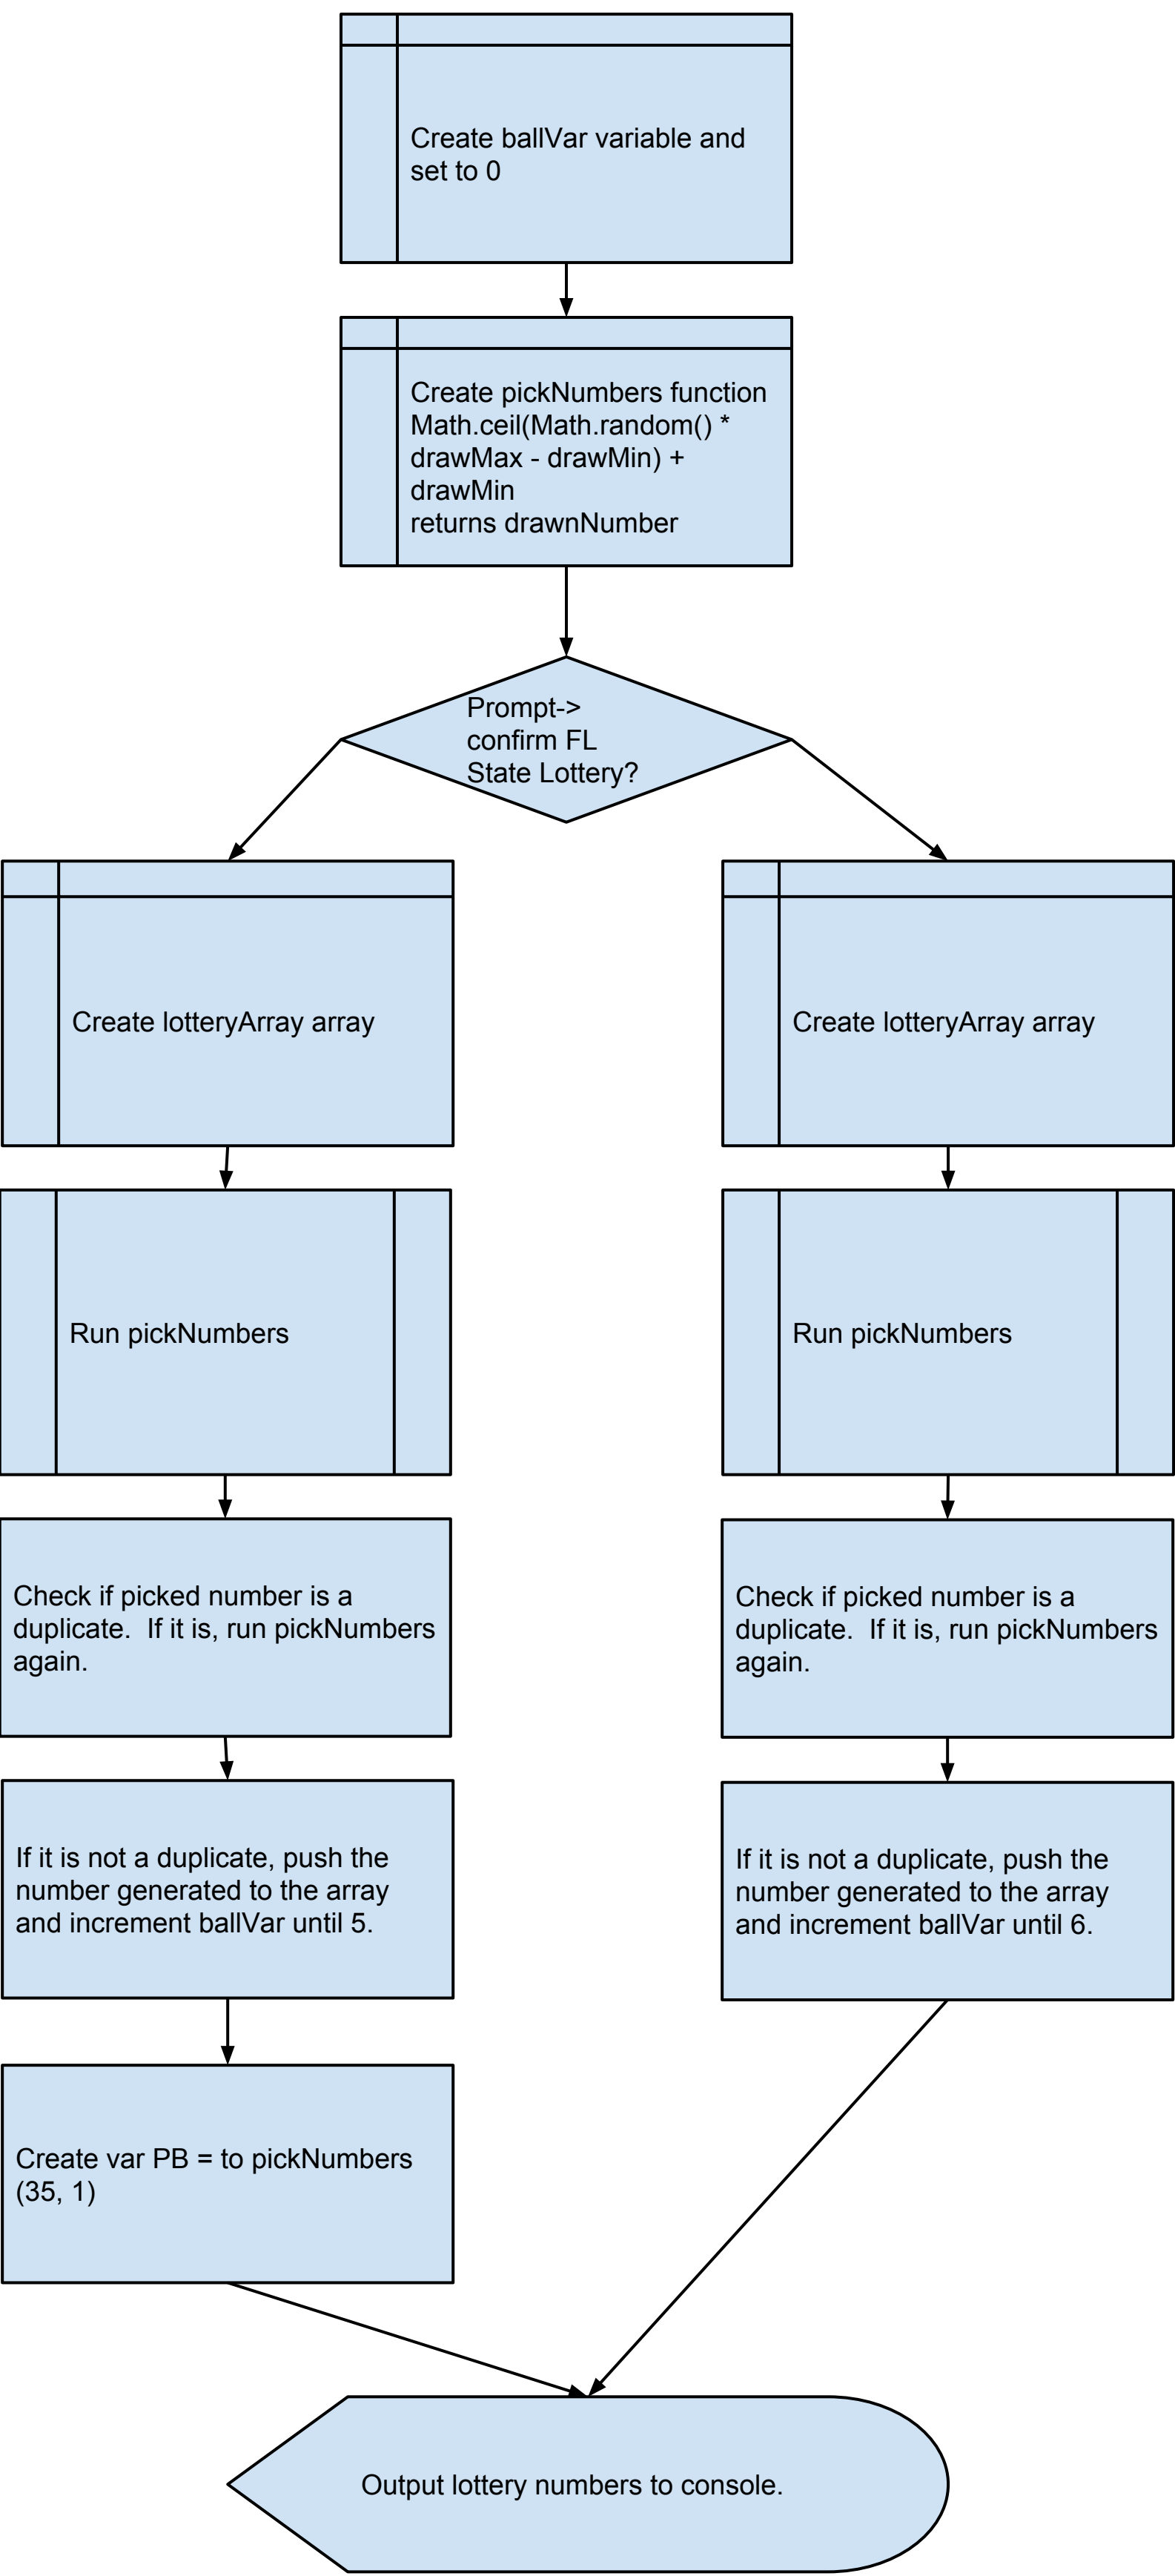 Create ballVar variable and
set to 0
Create pickNumbers function
Math.ceil(Math.random() *
drawMax - drawMin) +
drawMin
returns drawnNumber
Prompt->
confirm FL
State Lottery?
Create lotteryArray array
Create lotteryArray array
Run pickNumbers
Run pickNumbers
Check if picked number is a
duplicate.  If it is, run pickNumbers
again.
Check if picked number is a
duplicate.  If it is, run pickNumbers
again.
If it is not a duplicate, push the
number generated to the array
and increment ballVar until 5.
If it is not a duplicate, push the
number generated to the array
and increment ballVar until 6.
Create var PB = to pickNumbers
(35, 1)
Output lottery numbers to console.